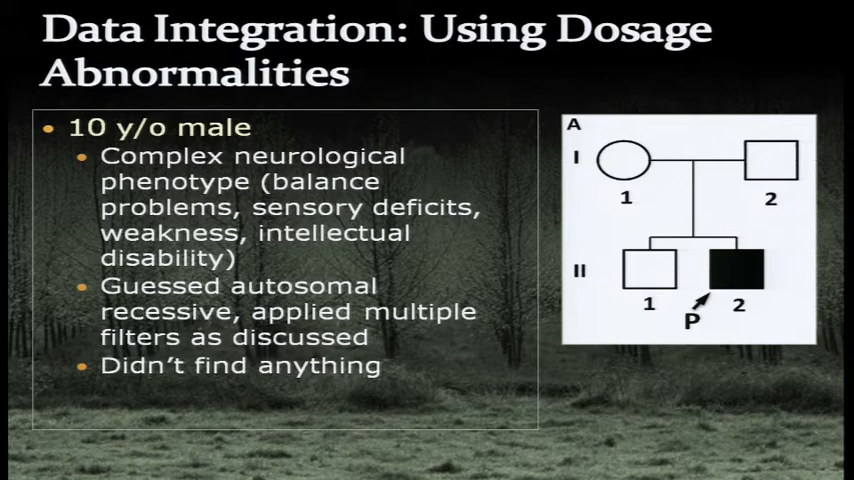 Data Integration: Using Dosage
Abnormalities
• 10 y/o male
• Complex neurological
phenotype (balance
problems, sensory deficits,
weakness, intellectual
disability)
• Guessed autosomal
recessive, applied multiple
filters as discussed
• Didn't find anything
A
I
1 2
II
1 2
P